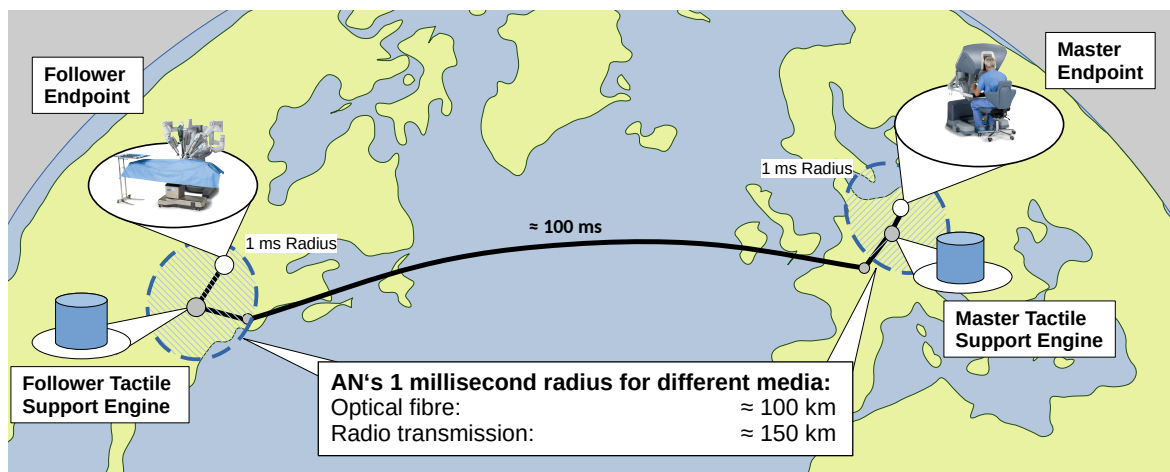 Follower
Endpoint
Master
Endpoint
1 ms Radius
≈ 100 ms
1 ms Radius
Follower Tactile
Support Engine
Master Tactile
Support Engine
AN‘s 1 millisecond radius for different media:
Optical fibre: ≈ 100 km
Radio transmission: ≈ 150 km